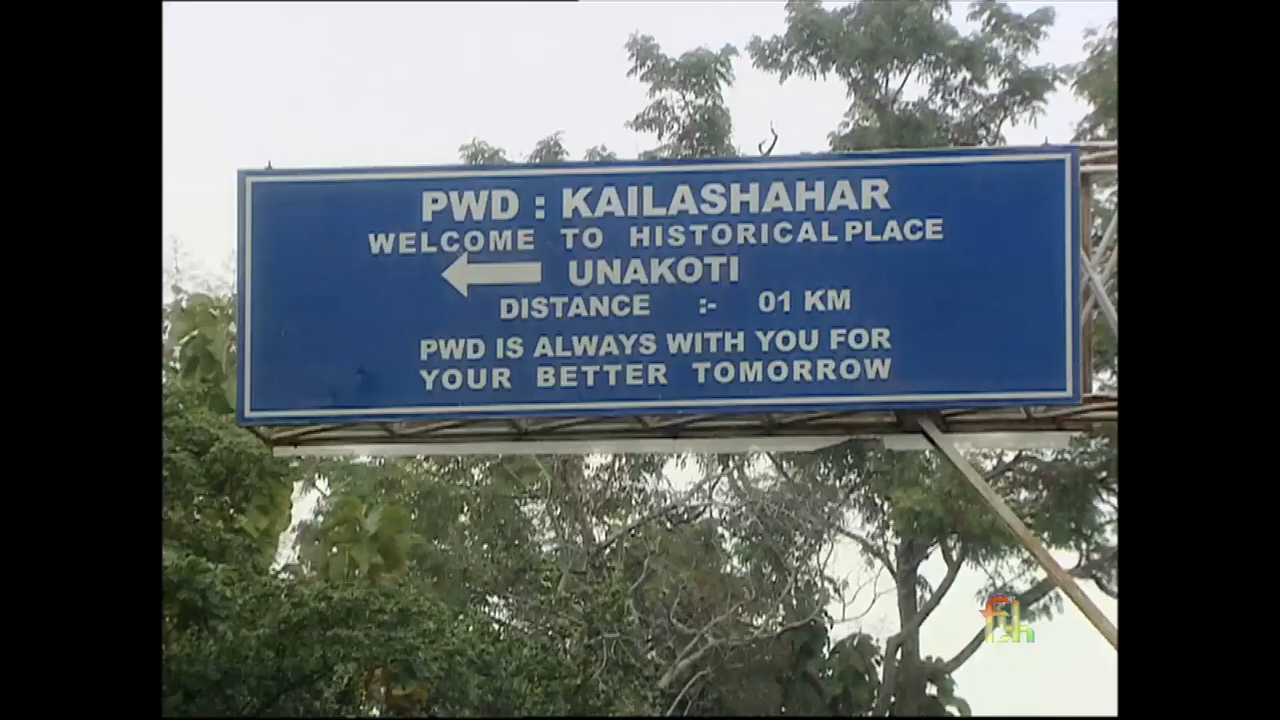 PWD : KAILASHAHAR
WELCOME TO HISTORICAL PLACE
UNAKOTI
DISTANCE :- 01 KM
PWD IS ALWAYS WITH YOU FOR
YOUR BETTER TOMORROW